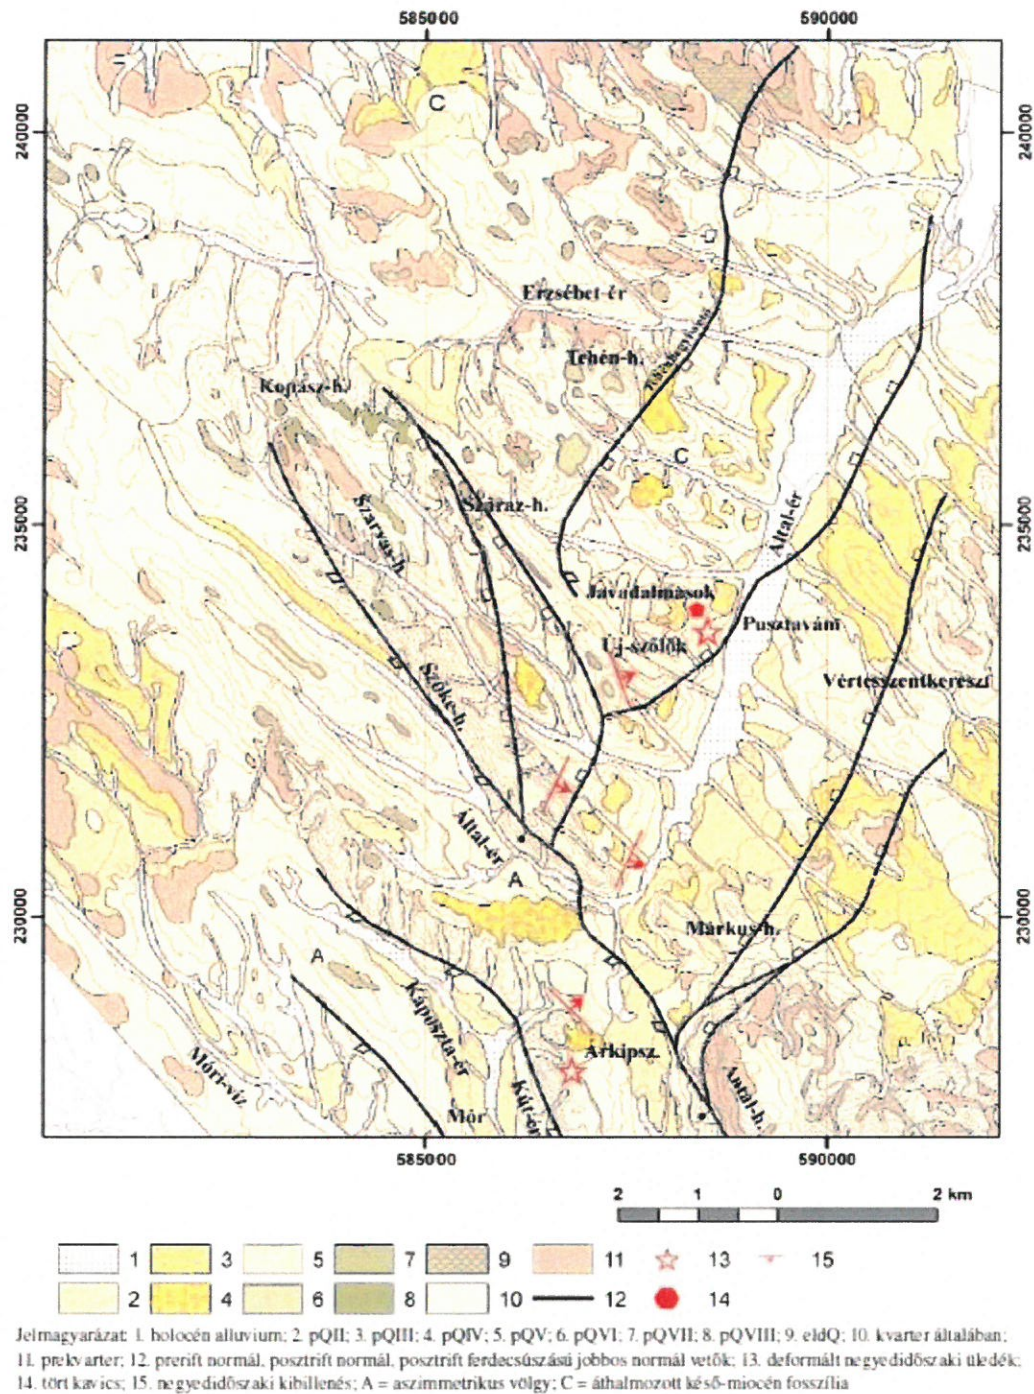 585000
590000
240000
240000
C
Erzsébet-ér
Tehén-h.
Kopász-h.
C
235000
235000
Száraz-h.
Szarvas-h.
Által-ér
Jávadalmások
Új-szőlők
Pusztavám
Szőke-h.
Vértesszentkereszt
Által-ér
A
230000
230000
Márkus-h.
A
Káposzta-ér
Árkipsz.
Móri-víz
Mór
Kút-ér
Antal-h.
585000
590000
2 1 0 2 km
1 3 5 7 9 11 13 15
2 4 6 8 10 12 14
Jelmagyarázat: 1. holocén alluvium; 2. pQII; 3. pQIII; 4. pQIV; 5. pQV; 6. pQVI; 7. pQVII; 8. pQVIII; 9. eldQ; 10. kvarter általában;
11. prekvarter; 12. prerift normál, posztrift normál, posztrift ferdecsúszású jobbos normál vetők; 13. deformált negyedidőszaki üledék;
14. tört kavics; 15. negyedidőszaki kibillenés; A = aszimmetrikus völgy; C = áthalmozott késő-miocén fosszília